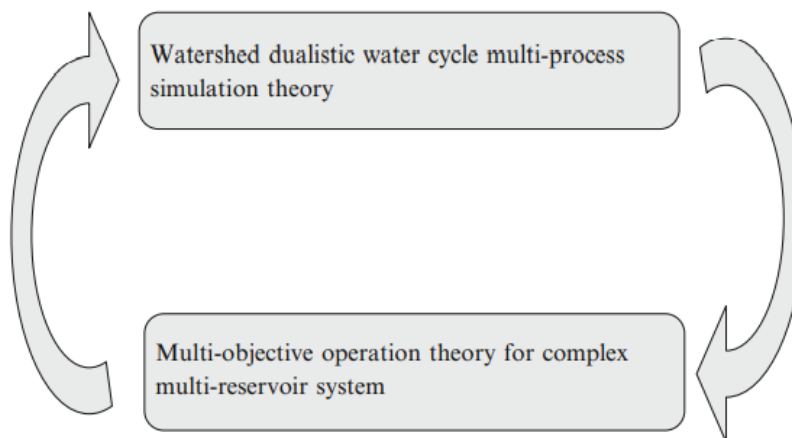 Watershed dualistic water cycle multi-process
simulation theory
Multi-objective operation theory for complex
multi-reservoir system